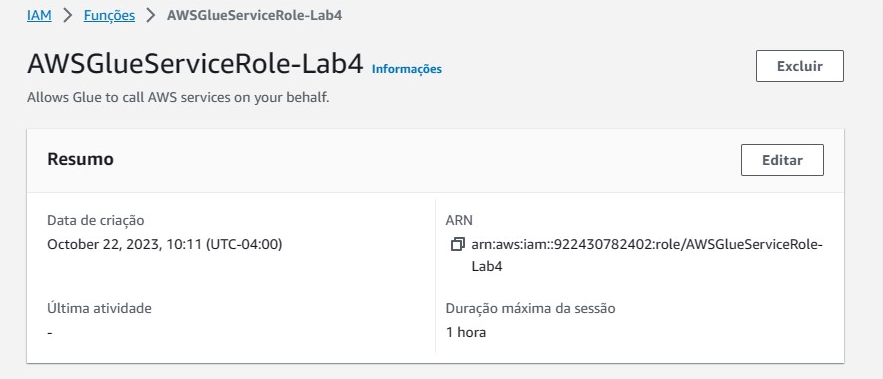 IAM > Funções > AWSGlueServiceRole-Lab4
AWSGlueServiceRole-Lab4 Informações
Excluir
Allows Glue to call AWS services on your behalf.
Resumo
Editar
Data de criação
October 22, 2023, 10:11 (UTC-04:00)
ARN
arn:aws:iam::922430782402:role/AWSGlueServiceRole-
Lab4
Última atividade
-
Duração máxima da sessão
1 hora